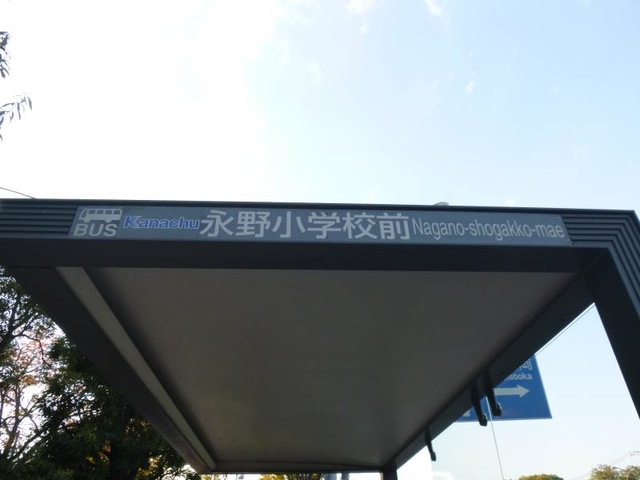 BUS Kanachu 永野小学校前 Nagano-shogakko-mae